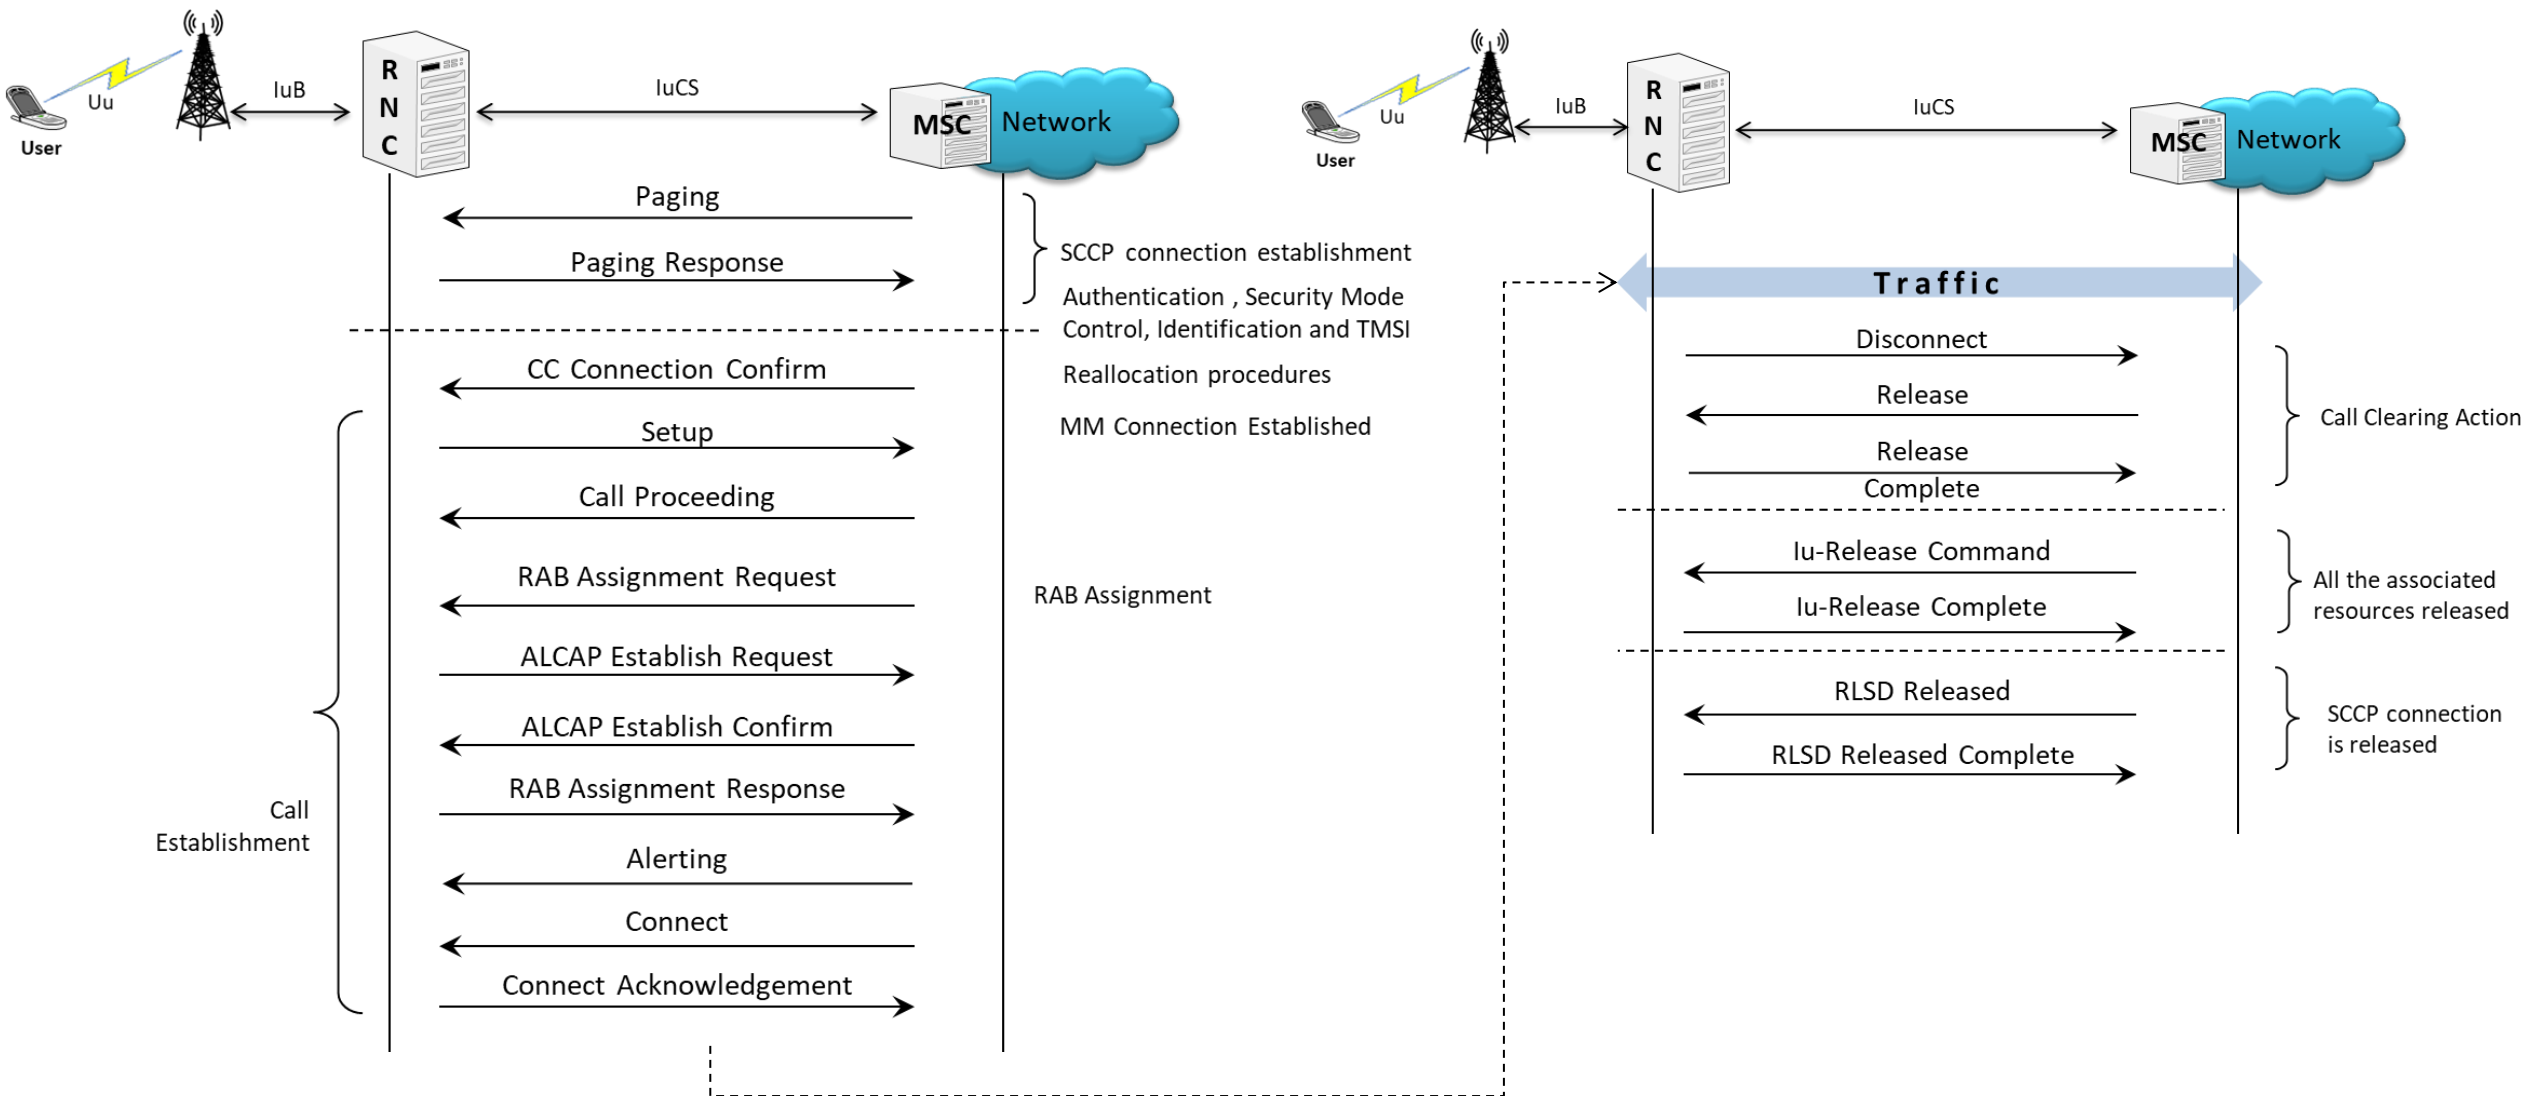 Uu
User
IuB
R
N
C
IuCS
MSC
Network
Paging
Paging Response
SCCP connection establishment
Authentication , Security Mode
Control, Identification and TMSI
CC Connection Confirm
Reallocation procedures
Setup
MM Connection Established
Call Proceeding
RAB Assignment Request
RAB Assignment
ALCAP Establish Request
ALCAP Establish Confirm
RAB Assignment Response
Call
Establishment
Alerting
Connect
Connect Acknowledgement
Uu
User
IuB
R
N
C
IuCS
MSC
Network
Traffic
Disconnect
Release
Call Clearing Action
Release
Complete
Iu-Release Command
All the associated
resources released
Iu-Release Complete
RLSD Released
SCCP connection
is released
RLSD Released Complete